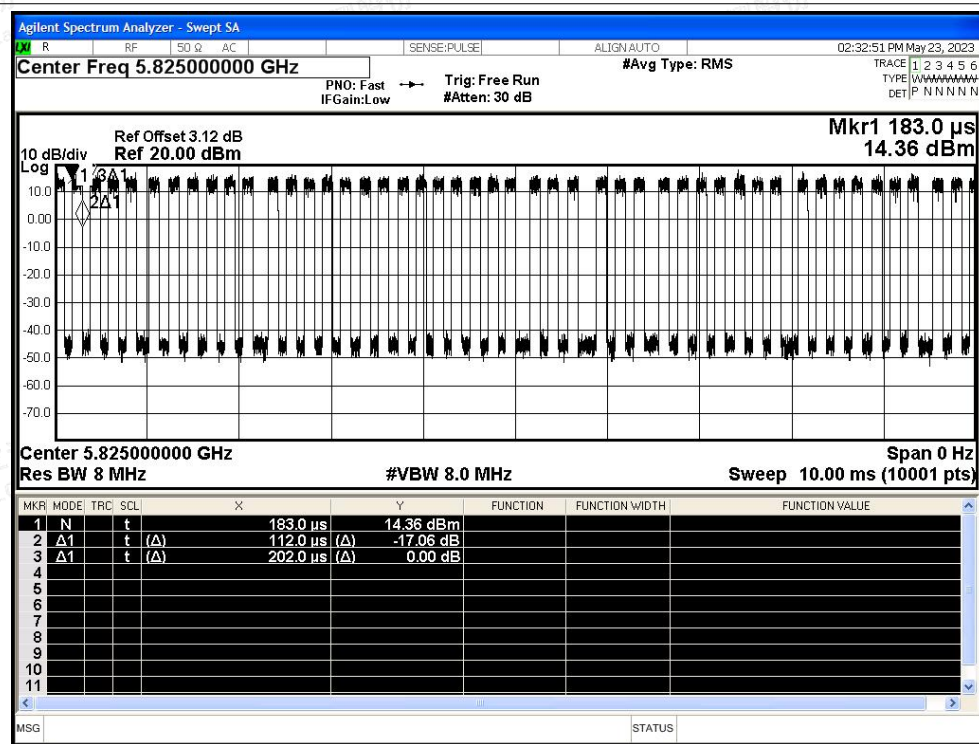 Agilent Spectrum Analyzer - Swept SA
LXI R RF 50 Ω AC SENSE:PULSE ALIGN AUTO 02:32:51 PM May 23, 2023
Center Freq 5.825000000 GHz #Avg Type: RMS TRACE 1 2 3 4 5 6
PNO: Fast Trig: Free Run TYPE WWWWWW
IFGain:Low #Atten: 30 dB DET P N N N N N
Mkr1 183.0 µs
14.36 dBm
Ref Offset 3.12 dB
10 dB/div Ref 20.00 dBm
Log
1 3Δ1
10.0
2Δ1
0.00
-10.0
-20.0
-30.0
-40.0
-50.0
-60.0
-70.0
Center 5.825000000 GHz Span 0 Hz
Res BW 8 MHz #VBW 8.0 MHz Sweep 10.00 ms (10001 pts)
MKR MODE TRC SCL X Y FUNCTION FUNCTION WIDTH FUNCTION VALUE
1 N t 183.0 µs 14.36 dBm
2 Δ1 t (Δ) 112.0 µs (Δ) -17.06 dB
3 Δ1 t (Δ) 202.0 µs (Δ) 0.00 dB
4
5
6
7
8
9
10
11
MSG STATUS